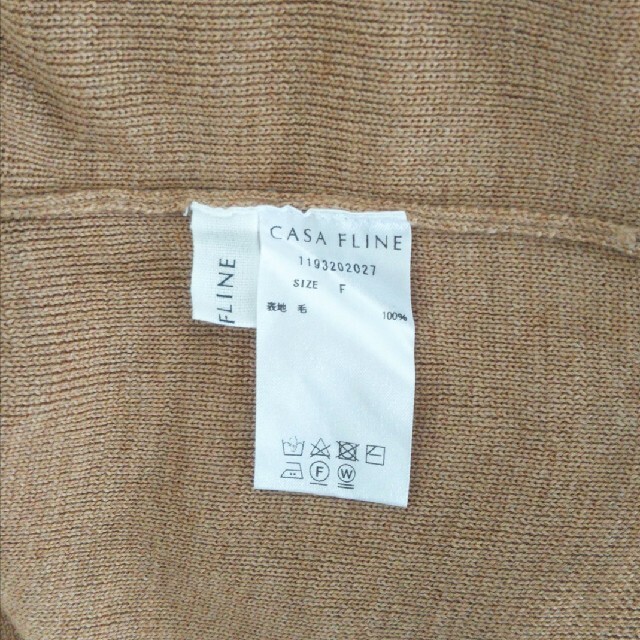 CASA FLINE
1193202027
SIZE F
表地 毛 100%
FLINE
F W